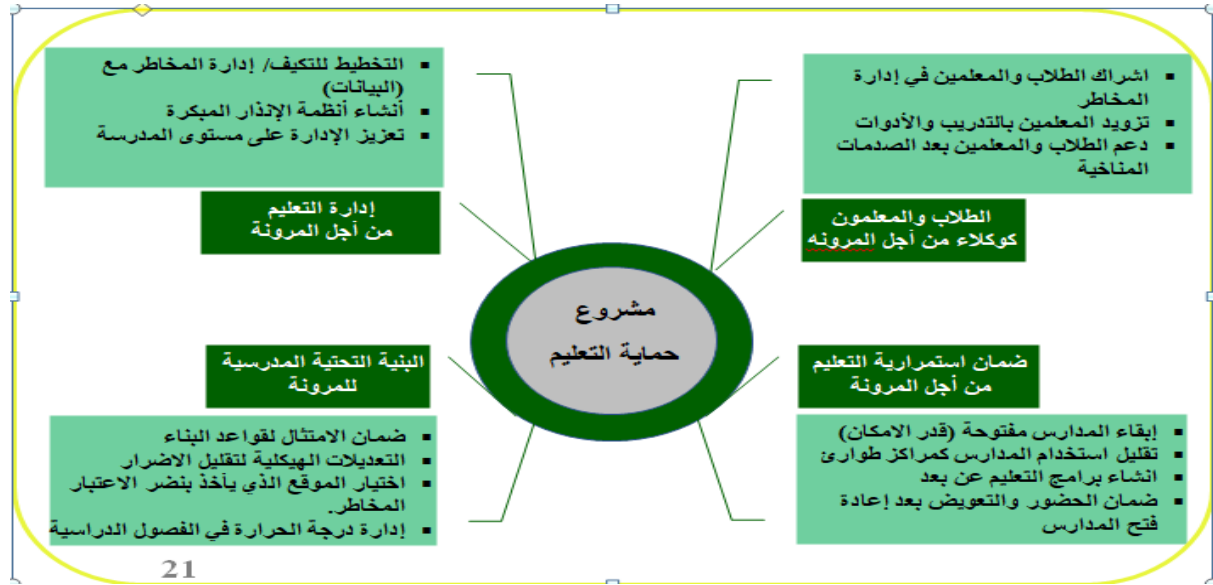 اشراك الطلاب والمعلمين في إدارة
المخاطر
تزويد المعلمين بالتدريب والأدوات
دعم الطلاب والمعلمين بعد الصدمات
المناخية
الطلاب والمعلمون
كوكلاء من أجل المرونه
التخطيط للتكيف/ إدارة المخاطر مع
(البيانات)
أنشاء أنظمة الإنذار المبكرة
تعزيز الإدارة على مستوى المدرسة
إدارة التعليم
من أجل المرونة
مشروع
حماية التعليم
ضمان استمرارية التعليم
من أجل المرونة
إبقاء المدارس مفتوحة (قدر الامكان)
تقليل استخدام المدارس كمراكز طوارئ
انشاء برامج التعليم عن بعد
ضمان الحضور والتعويض بعد إعادة
فتح المدارس
البنية التحتية المدرسية
للمرونة
ضمان الامتثال لقواعد البناء
التعديلات الهيكلية لتقليل الاضرار
اختيار الموقع الذي يأخذ بنضر الاعتبار
المخاطر.
إدارة درجة الحرارة في الفصول الدراسية
21